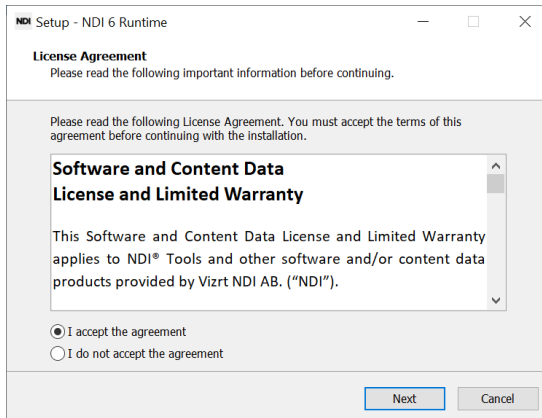 NDI Setup - NDI 6 Runtime
License Agreement
Please read the following important information before continuing.
Please read the following License Agreement. You must accept the terms of this
agreement before continuing with the installation.
Software and Content Data
License and Limited Warranty
This Software and Content Data License and Limited Warranty
applies to NDI® Tools and other software and/or content data
products provided by Vizrt NDI AB. (“NDI”).
I accept the agreement
I do not accept the agreement
Next Cancel